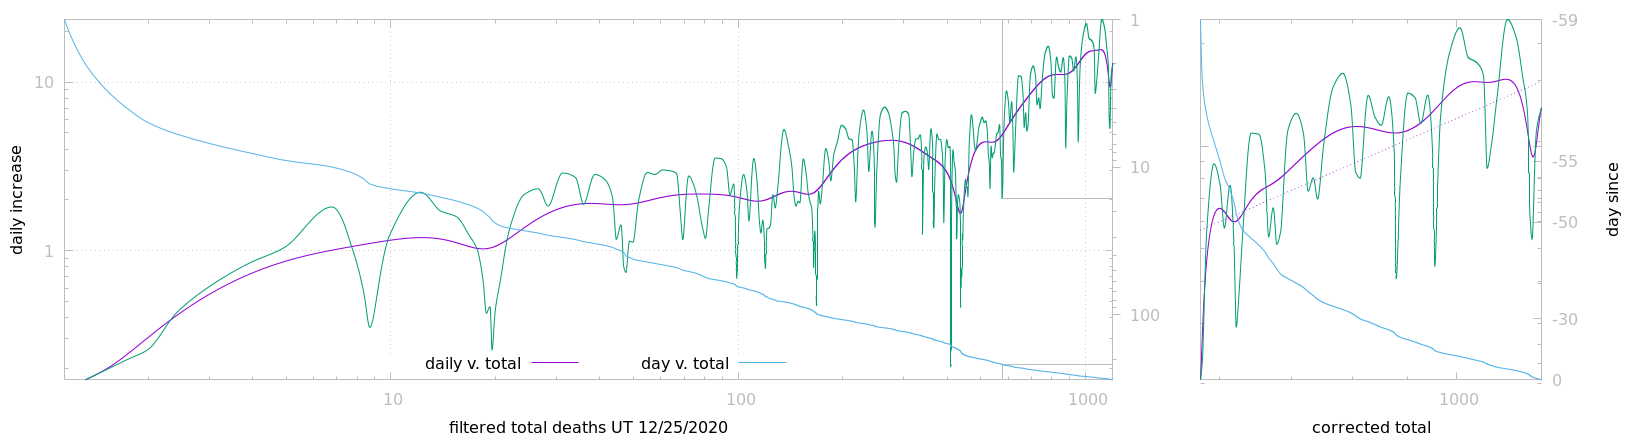 10
1
daily increase
daily v. total
day v. total
10
100
1000
filtered total deaths UT 12/25/2020
1
10
100
1000
corrected total
-59
-55
-50
-30
0
day since